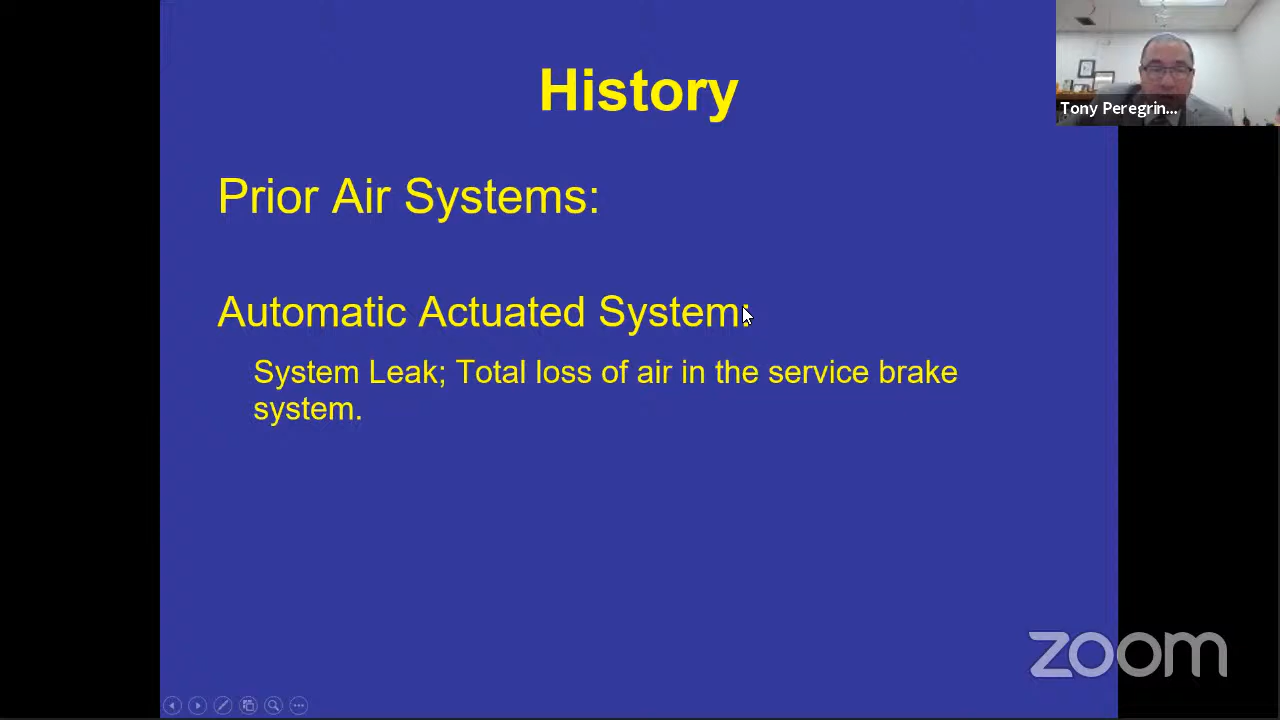 History
Tony Peregrin...
Prior Air Systems:
Automatic Actuated System:
System Leak; Total loss of air in the service brake
system.
zoom